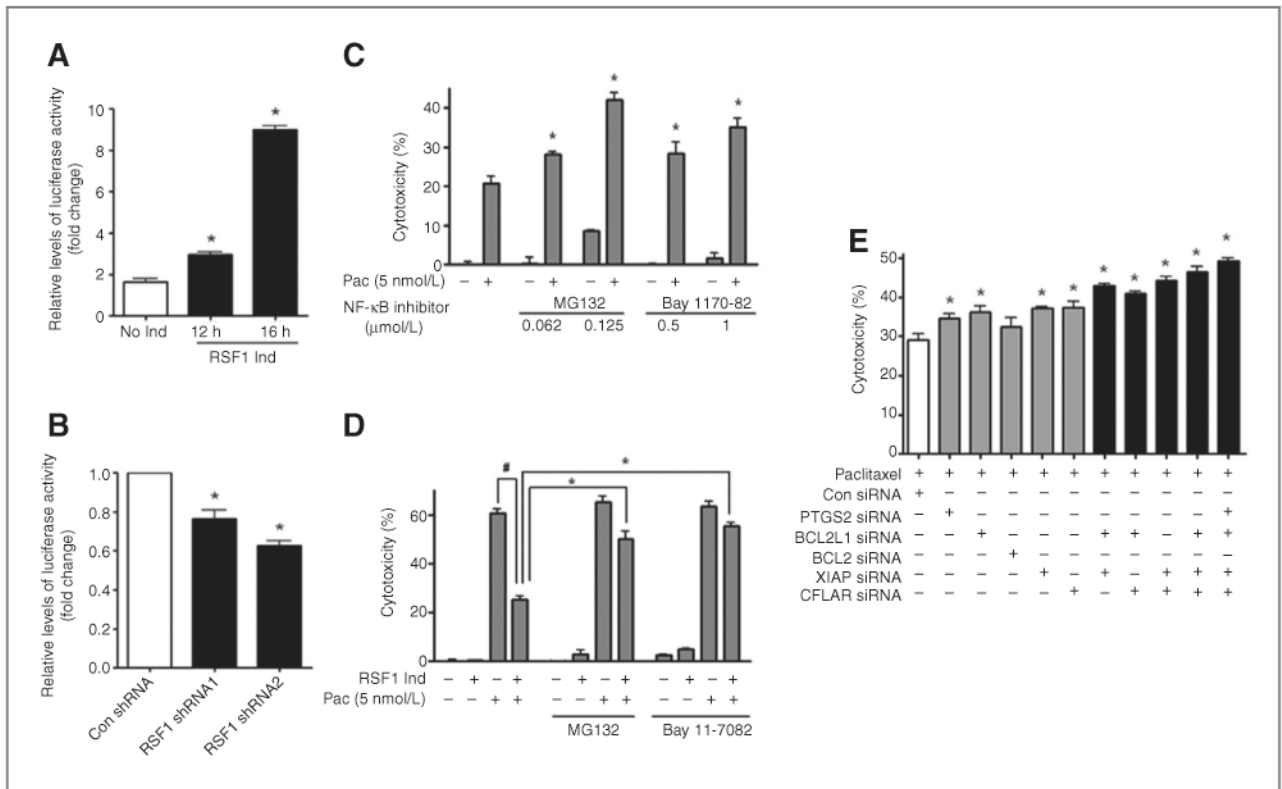 A
Relative levels of luciferase activity
(fold change)
10
8
6
4
2
0
*
*
No Ind
12 h
16 h
RSF1 Ind
B
Relative levels of luciferase activity
(fold change)
1.0
0.8
0.6
0.4
0.2
0.0
*
*
Con shRNA
RSF1 shRNA1
RSF1 shRNA2
C
Cytotoxicity (%)
40
30
20
10
0
* * * *
Pac (5 nmol/L) – + – + – + – + – +
NF-κB inhibitor
(μmol/L)
MG132 Bay 1170-82
0.062 0.125 0.5 1
D
Cytotoxicity (%)
60
40
20
0
# * *
RSF1 Ind – + – + – + – + – + – +
Pac (5 nmol/L) – – + + – – + + – – + +
MG132 Bay 11-7082
E
Cytotoxicity (%)
50
40
30
20
10
0
* * * * * * * * *
Paclitaxel + + + + + + + + + + +
Con siRNA + – – – – – – – – – –
PTGS2 siRNA – + – – – – – – – – +
BCL2L1 siRNA – – + – – – + + – + +
BCL2 siRNA – – – + – – – – – – –
XIAP siRNA – – – – + – + – + + +
CFLAR siRNA – – – – – + – + + + +